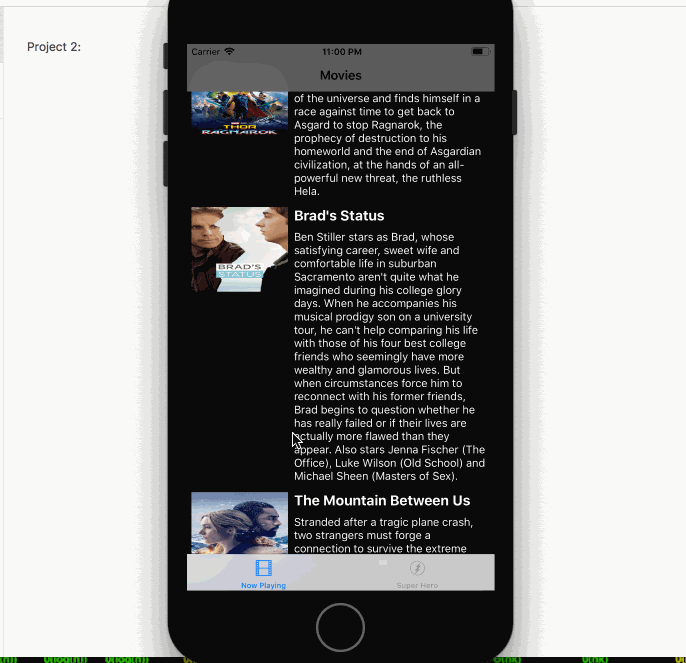 Project 2:
Carrier
11:00 PM
Movies
THOR
RAGNAROK
of the universe and finds himself in a
race against time to get back to
Asgard to stop Ragnarok, the
prophecy of destruction to his
homeworld and the end of Asgardian
civilization, at the hands of an all-
powerful new threat, the ruthless
Hela.
BRAD'S
STATUS
Brad's Status
Ben Stiller stars as Brad, whose
satisfying career, sweet wife and
comfortable life in suburban
Sacramento aren't quite what he
imagined during his college glory
days. When he accompanies his
musical prodigy son on a university
tour, he can't help comparing his life
with those of his four best college
friends who seemingly have more
wealthy and glamorous lives. But
when circumstances force him to
reconnect with his former friends,
Brad begins to question whether he
has really failed or if their lives are
actually more flawed than they
appear. Also stars Jenna Fischer (The
Office), Luke Wilson (Old School) and
Michael Sheen (Masters of Sex).
The Mountain Between Us
Stranded after a tragic plane crash,
two strangers must forge a
connection to survive the extreme
Now Playing
Super Hero